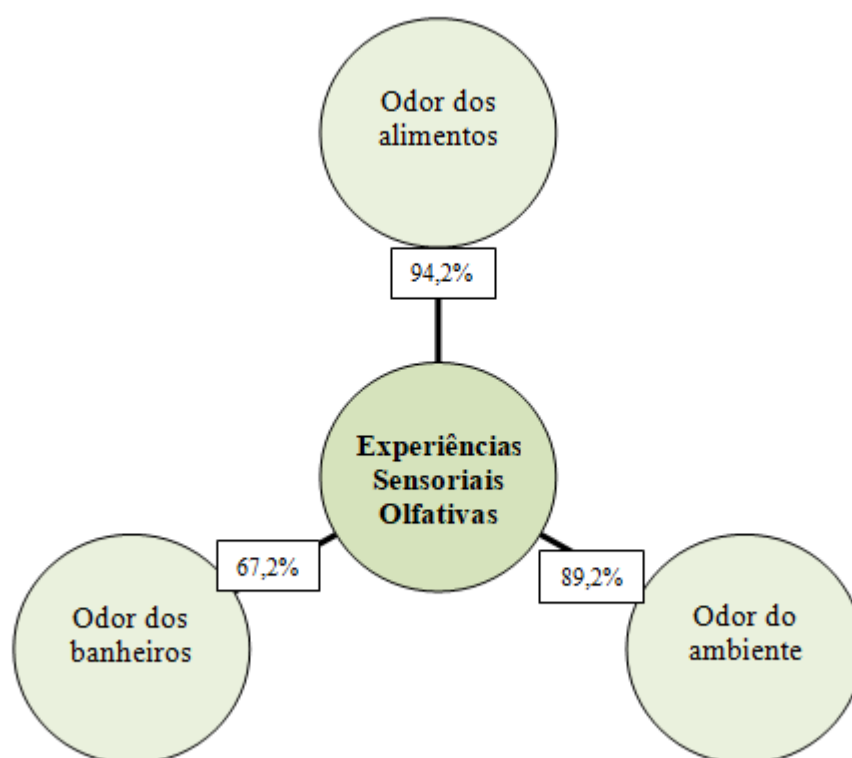 Odor dos
alimentos
94,2%
Experiências
Sensoriais
Olfativas
67,2%
89,2%
Odor dos
banheiros
Odor do
ambiente